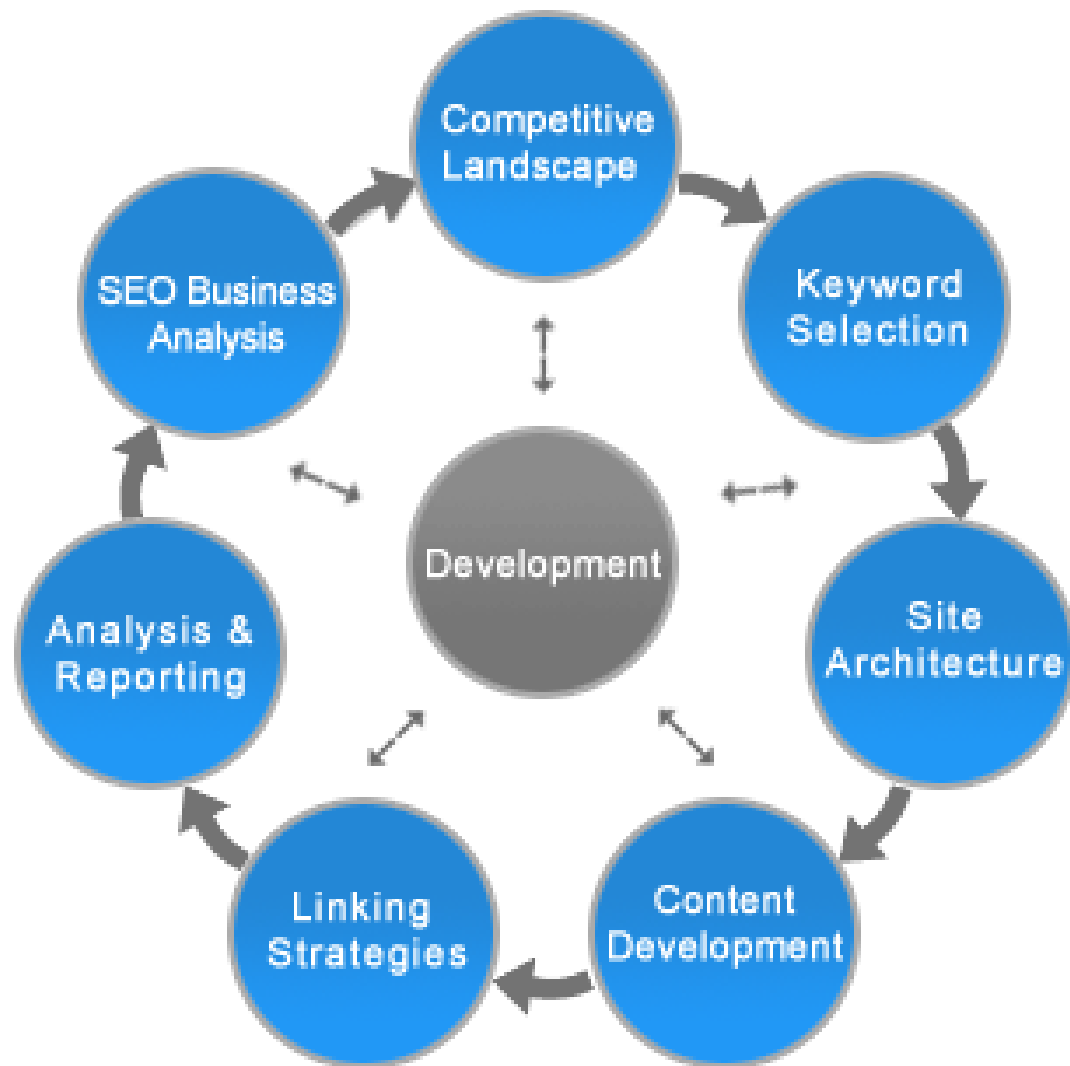 Competitive
Landscape
Keyword
Selection
Site
Architecture
Content
Development
Linking
Strategies
Analysis &
Reporting
SEO Business
Analysis
Development